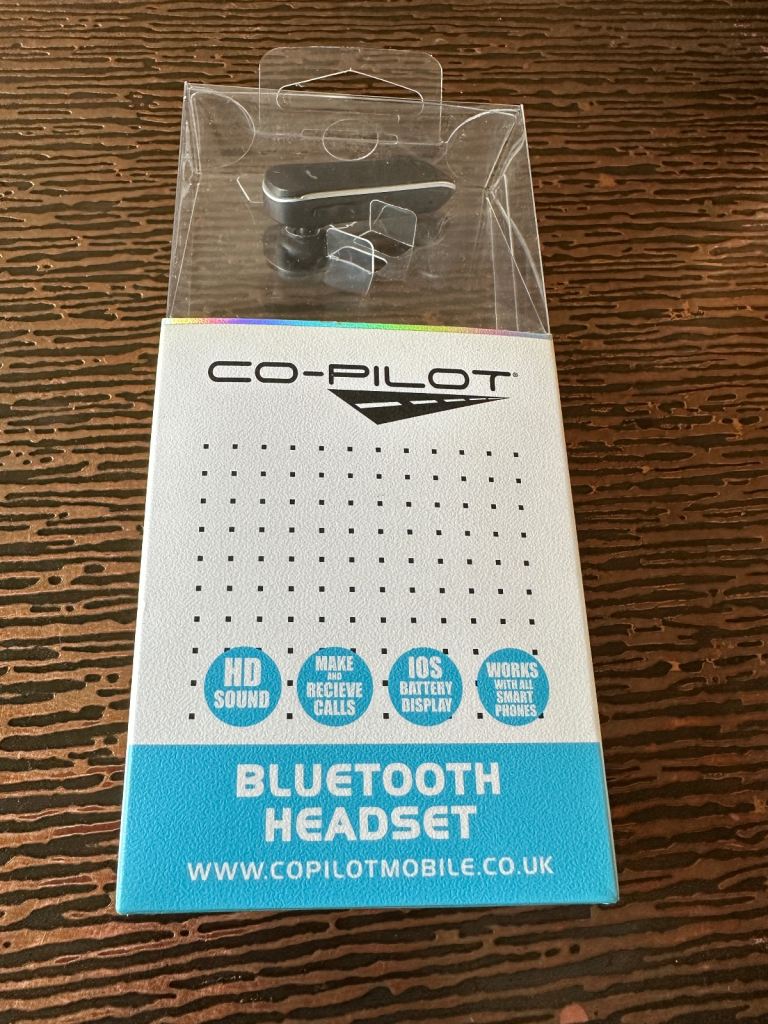 CO-PILOT®
HD
SOUND
MAKE
AND
RECIEVE
CALLS
IOS
BATTERY
DISPLAY
WORKS
WITH ALL
SMART
PHONES
BLUETOOTH
HEADSET
WWW.COPILOTMOBILE.CO.UK